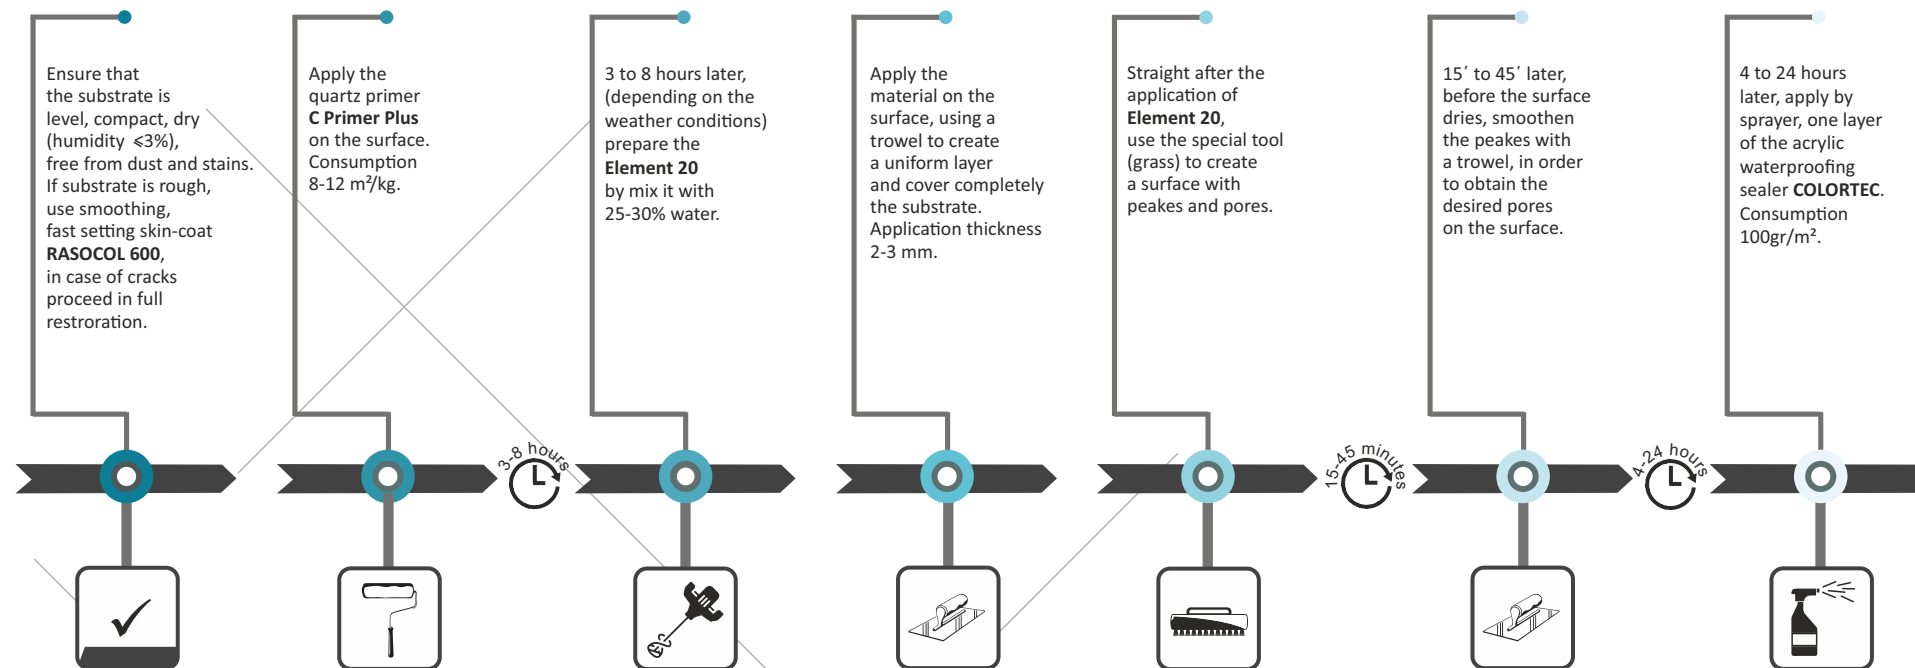 Ensure that
the substrate is
level, compact, dry
(humidity ⩽3%),
free from dust and stains.
If substrate is rough,
use smoothing,
fast setting skin-coat
RASOCOL 600,
in case of cracks
proceed in full
restroration.
Apply the
quartz primer
C Primer Plus
on the surface.
Consumption
8-12 m²/kg.
3-8 hours
3 to 8 hours later,
(depending on the
weather conditions)
prepare the
Element 20
by mix it with
25-30% water.
Apply the
material on the
surface, using a
trowel to create
a uniform layer
and cover completely
the substrate.
Application thickness
2-3 mm.
Straight after the
application of
Element 20,
use the special tool
(grass) to create
a surface with
peakes and pores.
15-45 minutes
15΄ to 45΄ later,
before the surface
dries, smoothen
the peakes with
a trowel, in order
to obtain the
desired pores
on the surface.
4-24 hours
4 to 24 hours
later, apply by
sprayer, one layer
of the acrylic
waterproofing
sealer COLORTEC.
Consumption
100gr/m².